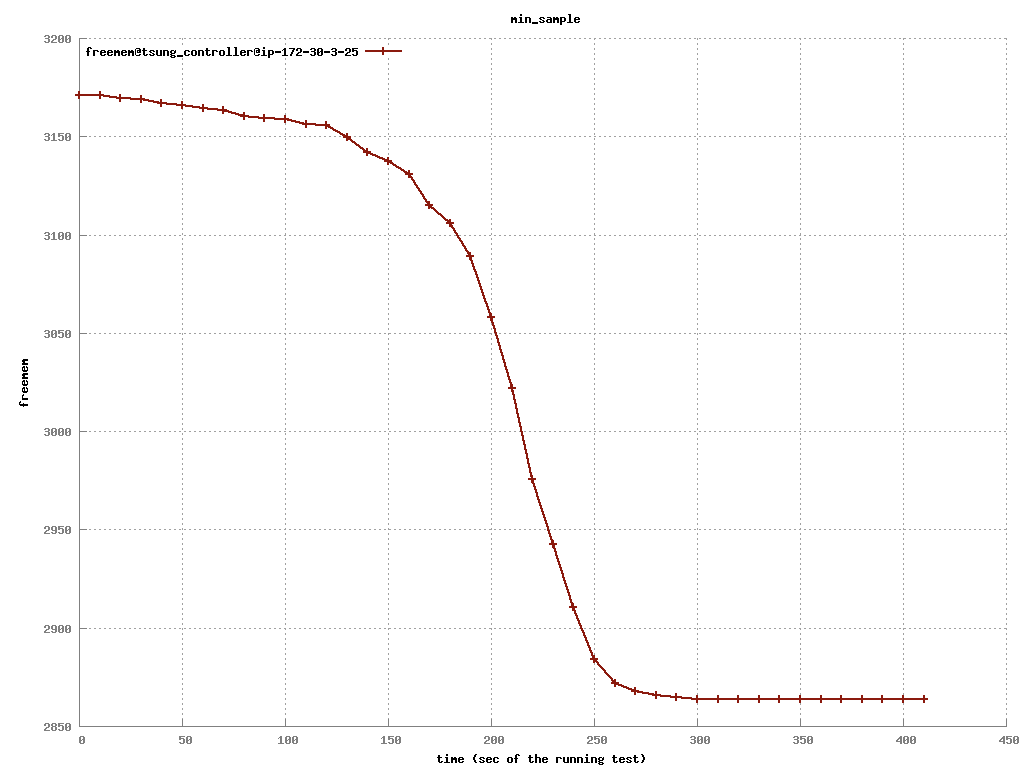 min_sample
freemem@tsung_controller@ip-172-30-3-25
3200
3150
3100
3050
3000
2950
2900
2850
freemem
0 50 100 150 200 250 300 350 400 450
time (sec of the running test)